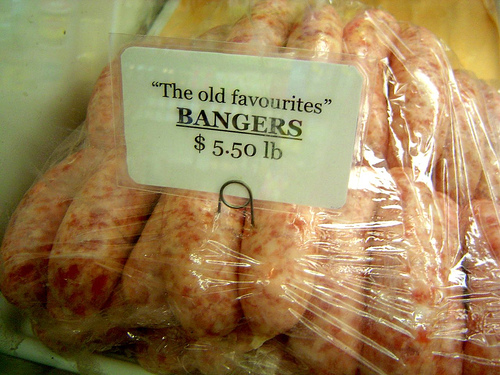 “The old favourites”
BANGERS
$ 5.50 lb